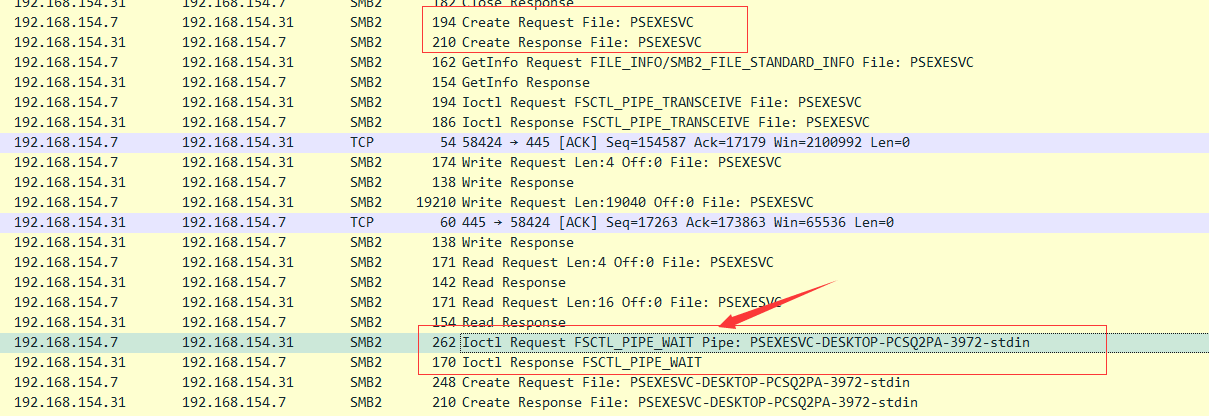 192.168.154.31 192.168.154.7 SMB2 182 Close Response
192.168.154.7 192.168.154.31 SMB2 194 Create Request File: PSEXESVC
192.168.154.31 192.168.154.7 SMB2 210 Create Response File: PSEXESVC
192.168.154.7 192.168.154.31 SMB2 162 GetInfo Request FILE_INFO/SMB2_FILE_STANDARD_INFO File: PSEXESVC
192.168.154.31 192.168.154.7 SMB2 154 GetInfo Response
192.168.154.7 192.168.154.31 SMB2 194 Ioctl Request FSCTL_PIPE_TRANSCEIVE File: PSEXESVC
192.168.154.31 192.168.154.7 SMB2 186 Ioctl Response FSCTL_PIPE_TRANSCEIVE File: PSEXESVC
192.168.154.7 192.168.154.31 TCP 54 58424 → 445 [ACK] Seq=154587 Ack=17179 Win=2100992 Len=0
192.168.154.7 192.168.154.31 SMB2 174 Write Request Len:4 Off:0 File: PSEXESVC
192.168.154.31 192.168.154.7 SMB2 138 Write Response
192.168.154.7 192.168.154.31 SMB2 19210 Write Request Len:19040 Off:0 File: PSEXESVC
192.168.154.31 192.168.154.7 TCP 60 445 → 58424 [ACK] Seq=17263 Ack=173863 Win=65536 Len=0
192.168.154.31 192.168.154.7 SMB2 138 Write Response
192.168.154.7 192.168.154.31 SMB2 171 Read Request Len:4 Off:0 File: PSEXESVC
192.168.154.31 192.168.154.7 SMB2 142 Read Response
192.168.154.7 192.168.154.31 SMB2 171 Read Request Len:16 Off:0 File: PSEXESVC
192.168.154.31 192.168.154.7 SMB2 154 Read Response
192.168.154.7 192.168.154.31 SMB2 262 Ioctl Request FSCTL_PIPE_WAIT Pipe: PSEXESVC-DESKTOP-PCSQ2PA-3972-stdin
192.168.154.31 192.168.154.7 SMB2 170 Ioctl Response FSCTL_PIPE_WAIT
192.168.154.7 192.168.154.31 SMB2 248 Create Request File: PSEXESVC-DESKTOP-PCSQ2PA-3972-stdin
192.168.154.31 192.168.154.7 SMB2 210 Create Response File: PSEXESVC-DESKTOP-PCSQ2PA-3972-stdin